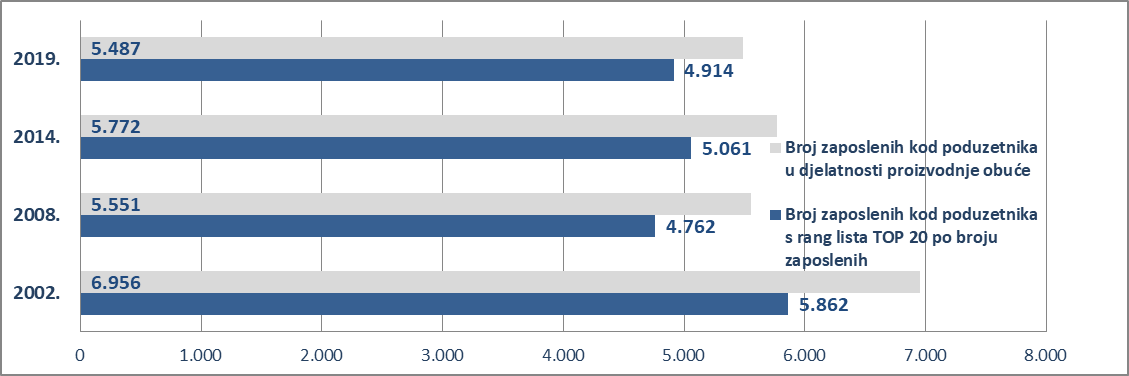 2019.
5.487
4.914
2014.
5.772
5.061
Broj zaposlenih kod poduzetnika
u djelatnosti proizvodnje obuće
2008.
5.551
4.762
Broj zaposlenih kod poduzetnika
s rang lista TOP 20 po broju
zaposlenih
2002.
6.956
5.862
0 1.000 2.000 3.000 4.000 5.000 6.000 7.000 8.000